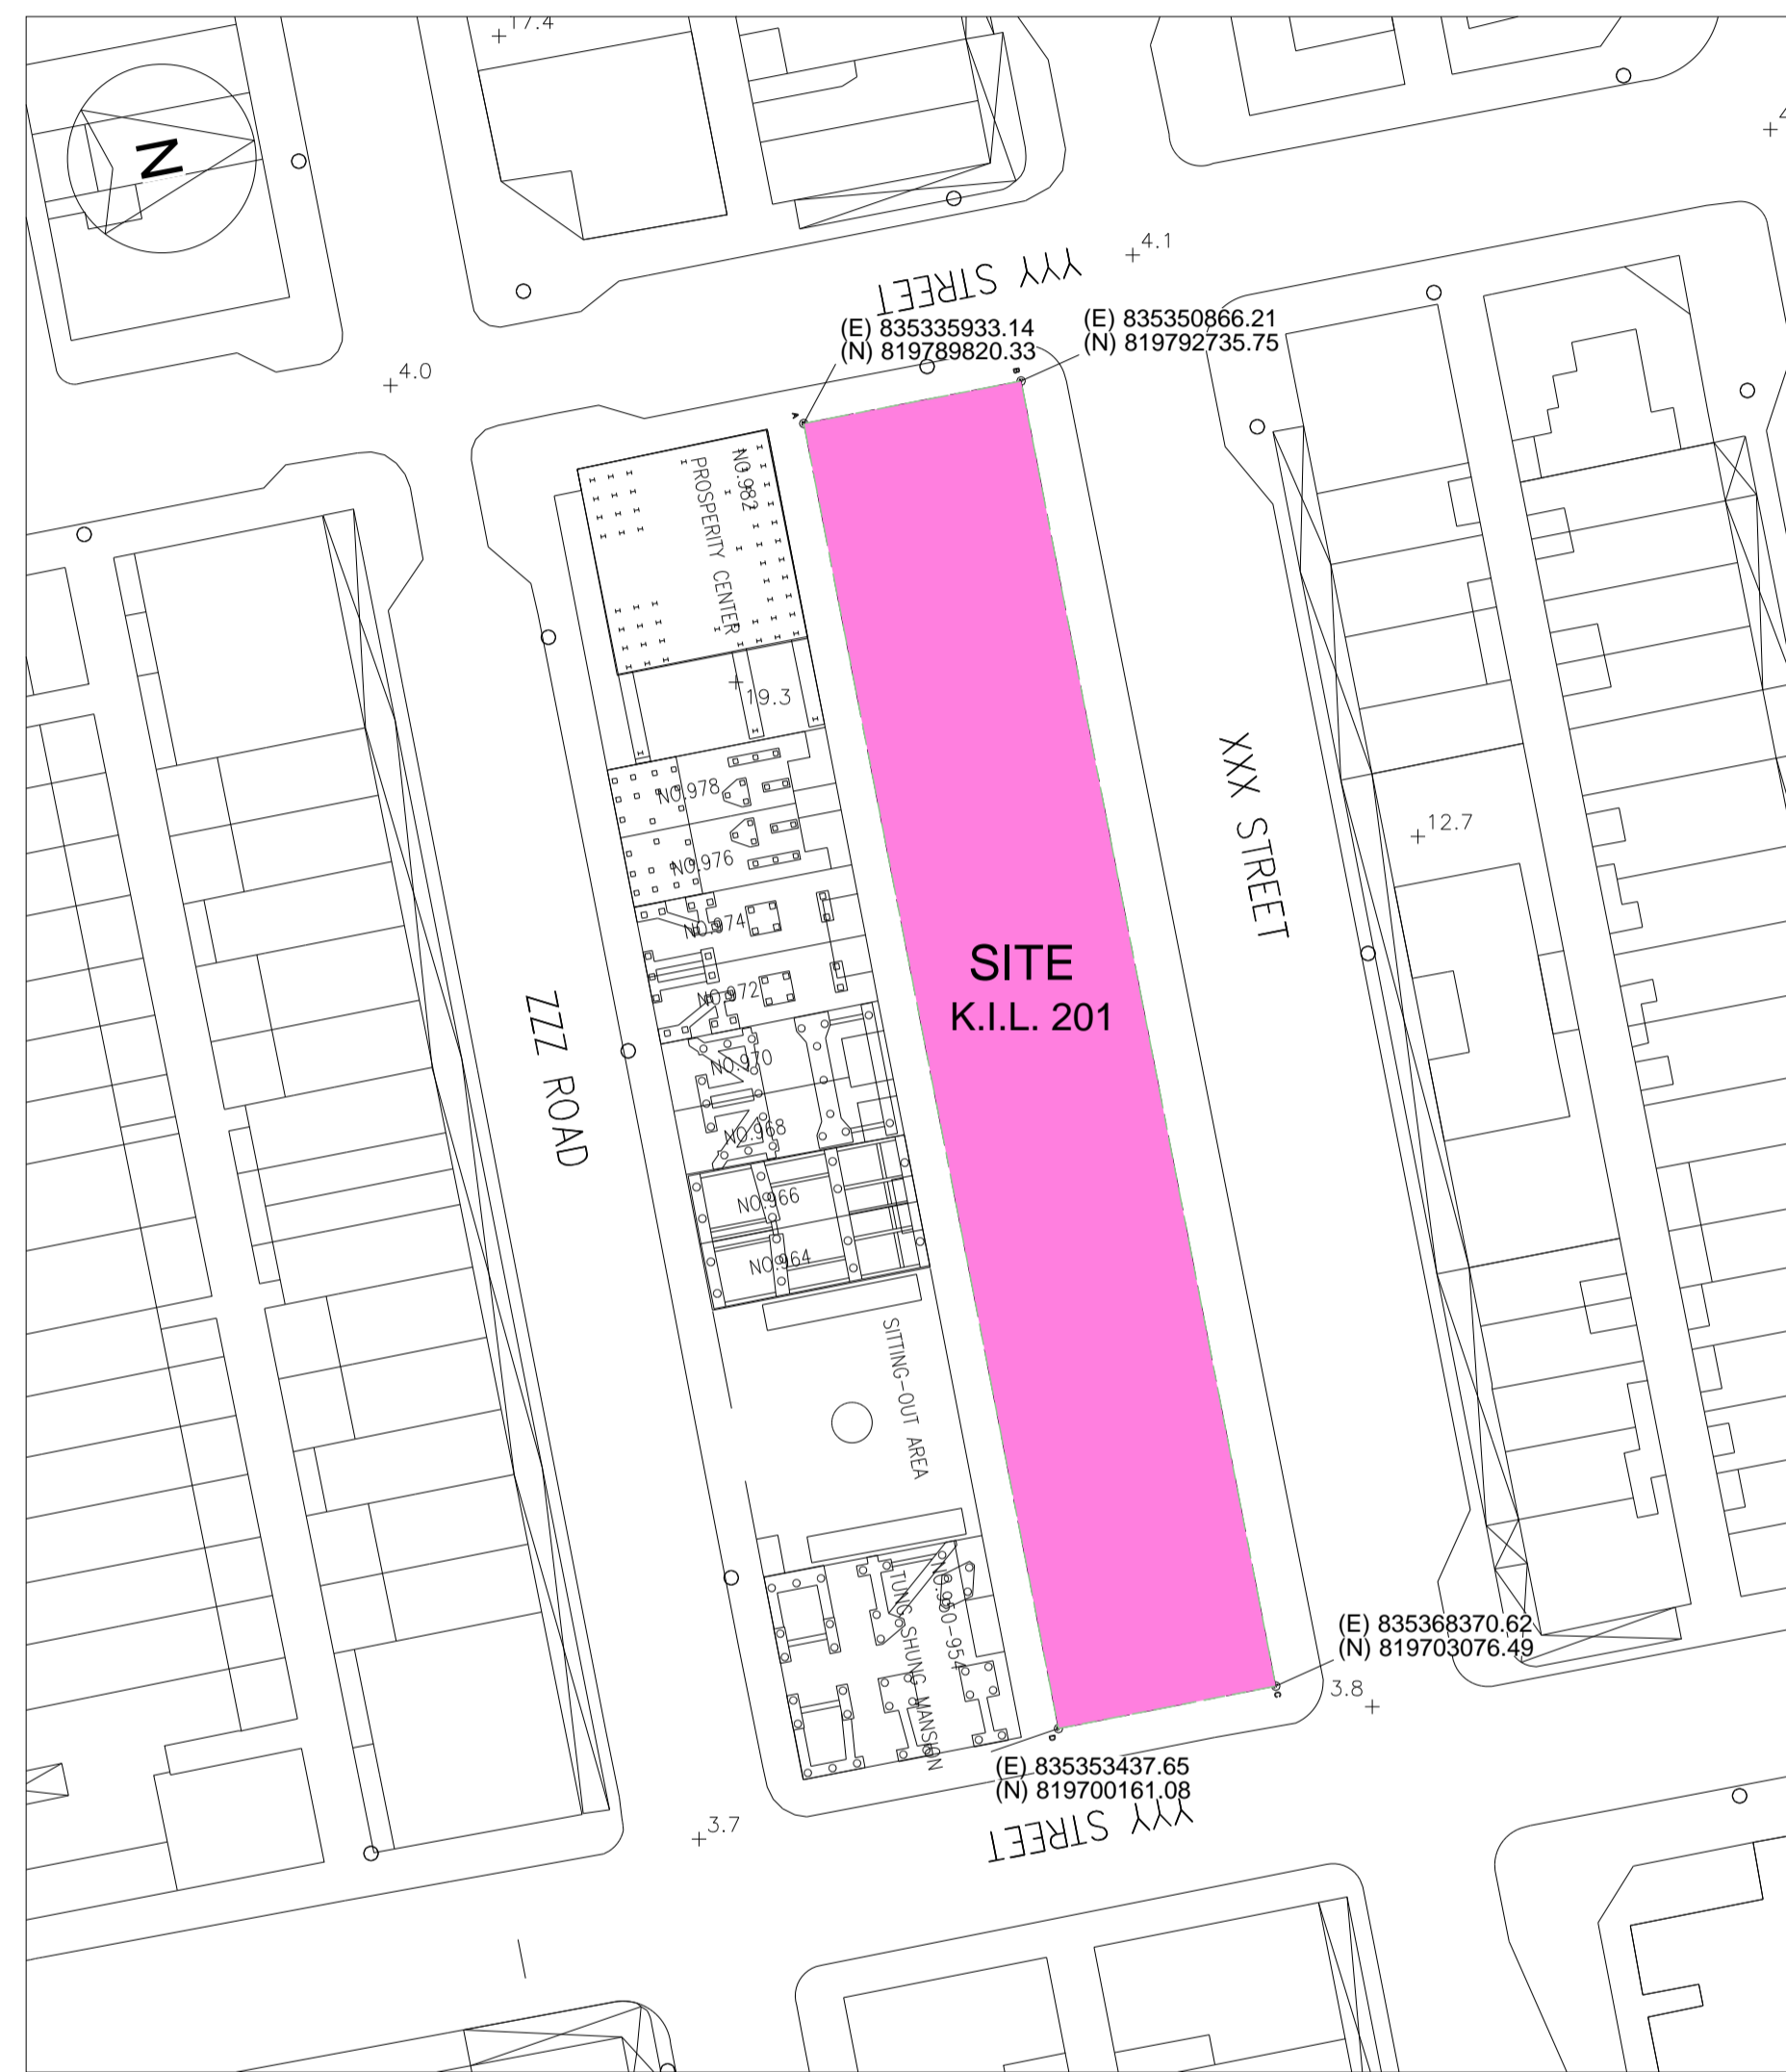 17.4
N
4.1
YYY STREET
(E) 835335933.14
(N) 819789820.33
(E) 835350866.21
(N) 819792735.75
4.0
A
B
NO.982
PROSPERITY CENTER
19.3
NO.978
NO.976
NO.974
NO.972
NO.970
NO.968
NO.966
NO.964
XXX STREET
12.7
SITE
K.I.L. 201
ZZZ ROAD
SITTING-OUT AREA
NO.950-954
TUNG SHUNG MANSION
(E) 835368370.62
(N) 819703076.49
3.8
C
D
(E) 835353437.65
(N) 819700161.08
YYY STREET
3.7